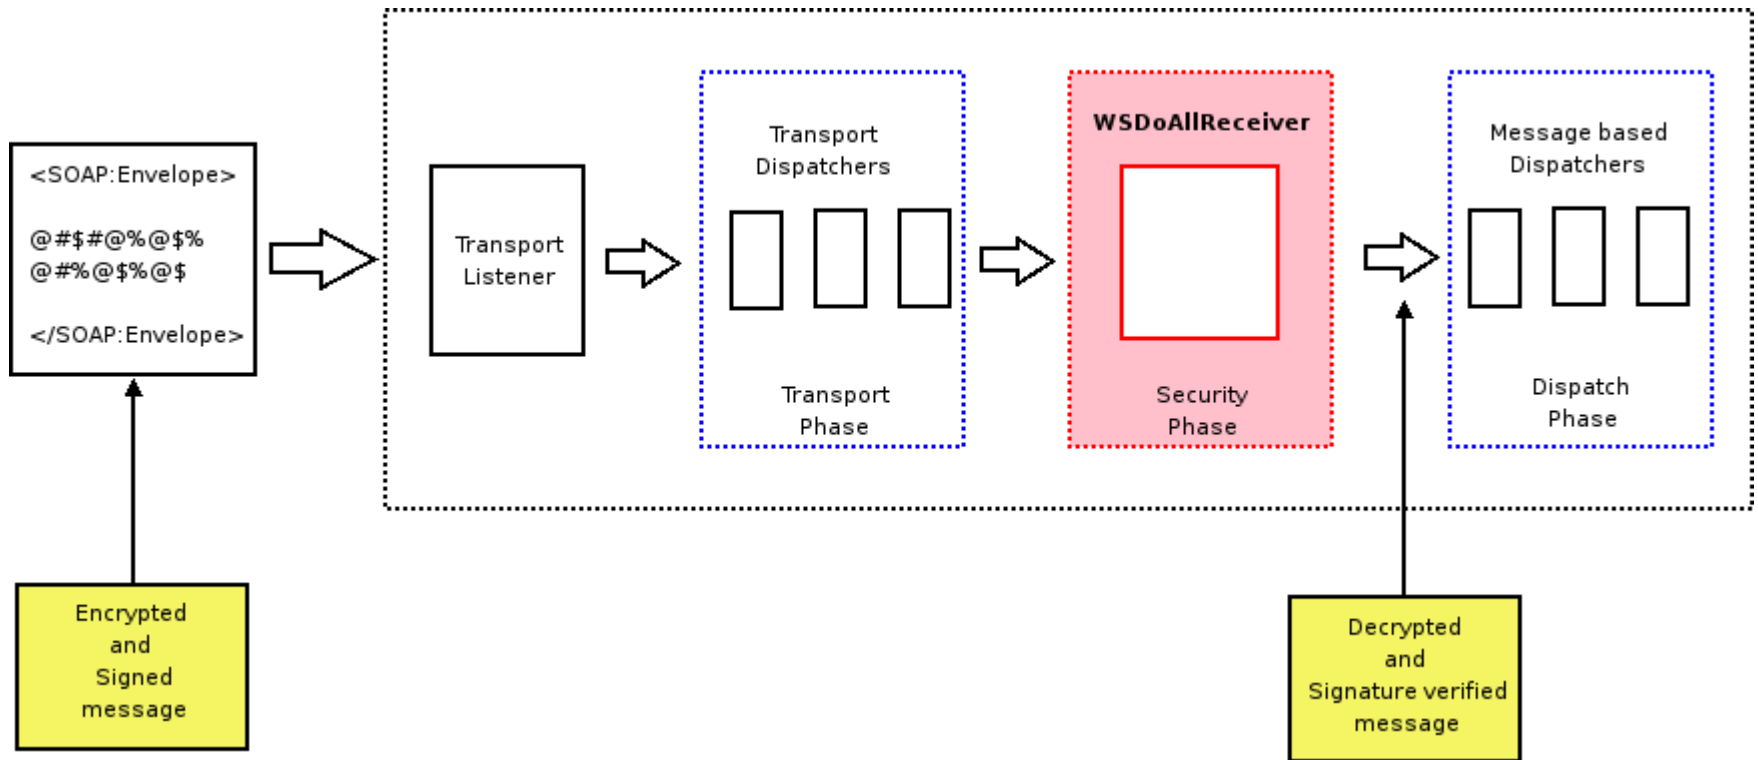 <SOAP:Envelope>
@#$#@%@$%
@#%@$%@$
</SOAP:Envelope>
Transport
Listener
Transport
Dispatchers
Transport
Phase
WSDoAllReceiver
Security
Phase
Message based
Dispatchers
Dispatch
Phase
Encrypted
and
Signed
message
Decrypted
and
Signature verified
message